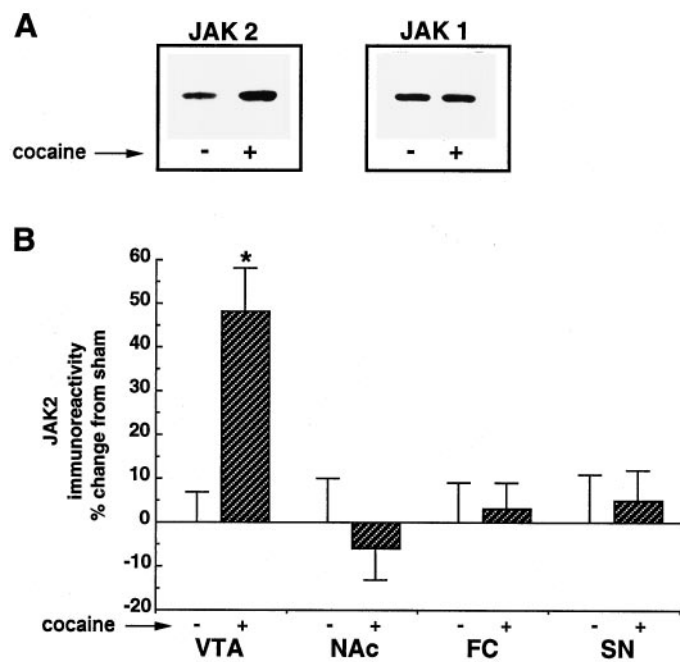 A
JAK 2
JAK 1
cocaine
- +
- +
B
JAK2
immunoreactivity
% change from sham
60
50
40
30
20
10
0
-10
-20
*
cocaine
- + - + - + - +
VTA NAc FC SN